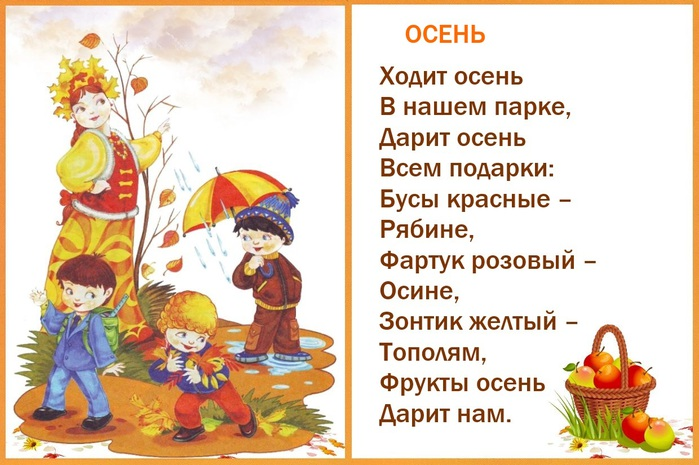 ОСЕНЬ
Ходит осень
В нашем парке,
Дарит осень
Всем подарки:
Бусы красные –
Рябине,
Фартук розовый –
Осине,
Зонтик желтый –
Тополям,
Фрукты осень
Дарит нам.